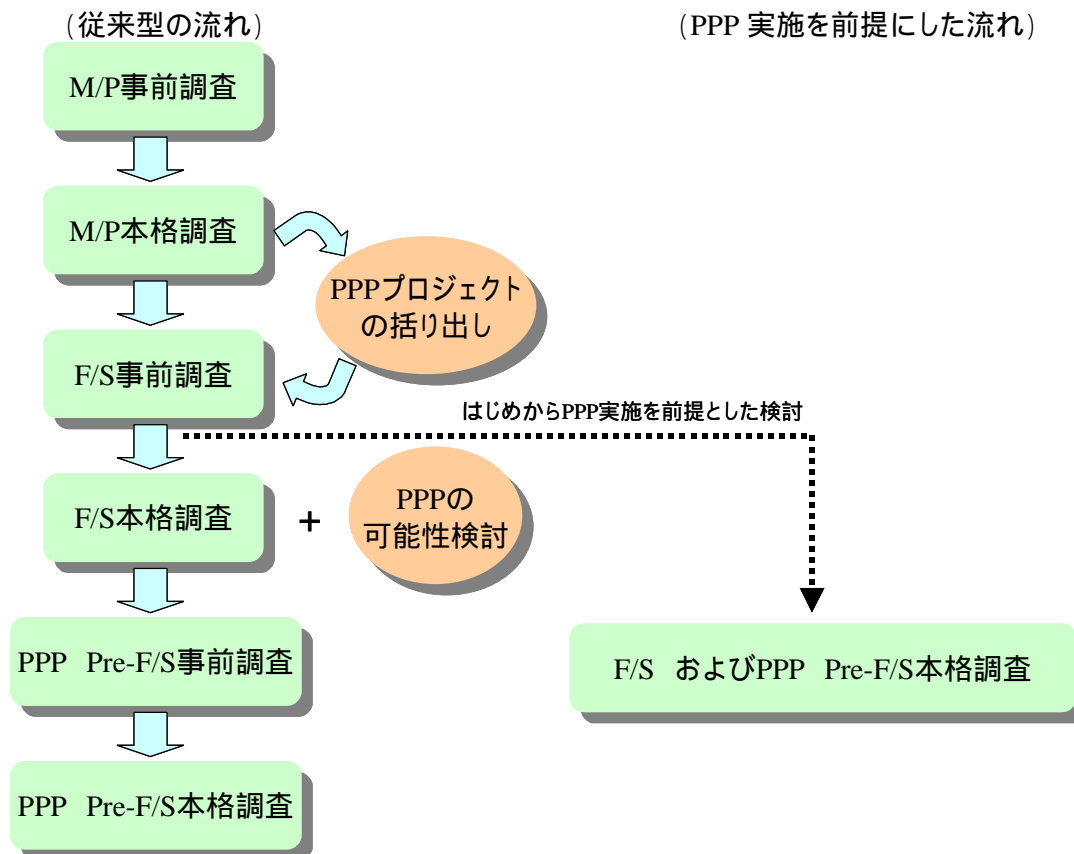 (従来型の流れ)
(PPP 実施を前提にした流れ)
M/P事前調査
M/P本格調査
PPPプロジェクト
の括り出し
F/S事前調査
はじめからPPP実施を前提とした検討
F/S本格調査
+
PPPの
可能性検討
PPP Pre-F/S事前調査
F/S およびPPP Pre-F/S本格調査
PPP Pre-F/S本格調査